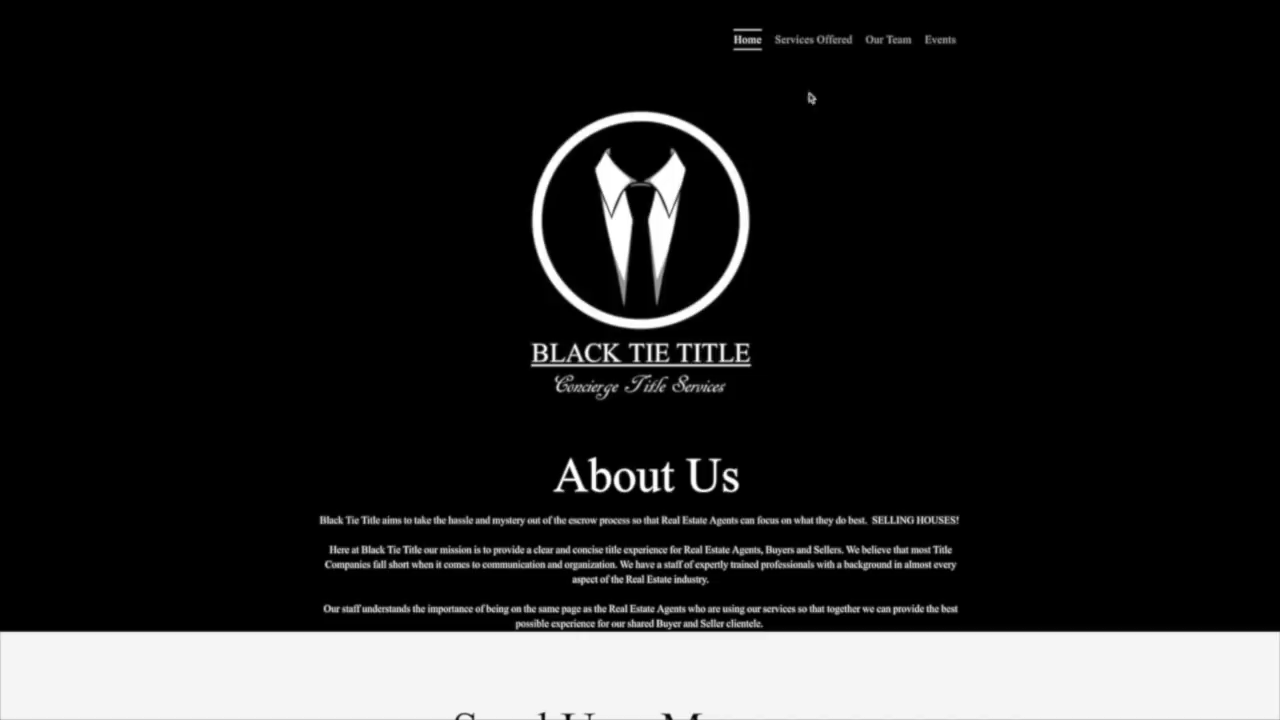 Home Services Offered Our Team Events
BLACK TIE TITLE
Concierge Title Services
About Us
Black Tie Title aims to take the hassle and mystery out of the escrow process so that Real Estate Agents can focus on what they do best. SELLING HOUSES!
Here at Black Tie Title our mission is to provide a clear and concise title experience for Real Estate Agents, Buyers and Sellers. We believe that most Title
Companies fall short when it comes to communication and organization. We have a staff of expertly trained professionals with a background in almost every
aspect of the Real Estate industry.
Our staff understands the importance of being on the same page as the Real Estate Agents who are using our services so that together we can provide the best
possible experience for our shared Buyer and Seller clientele.